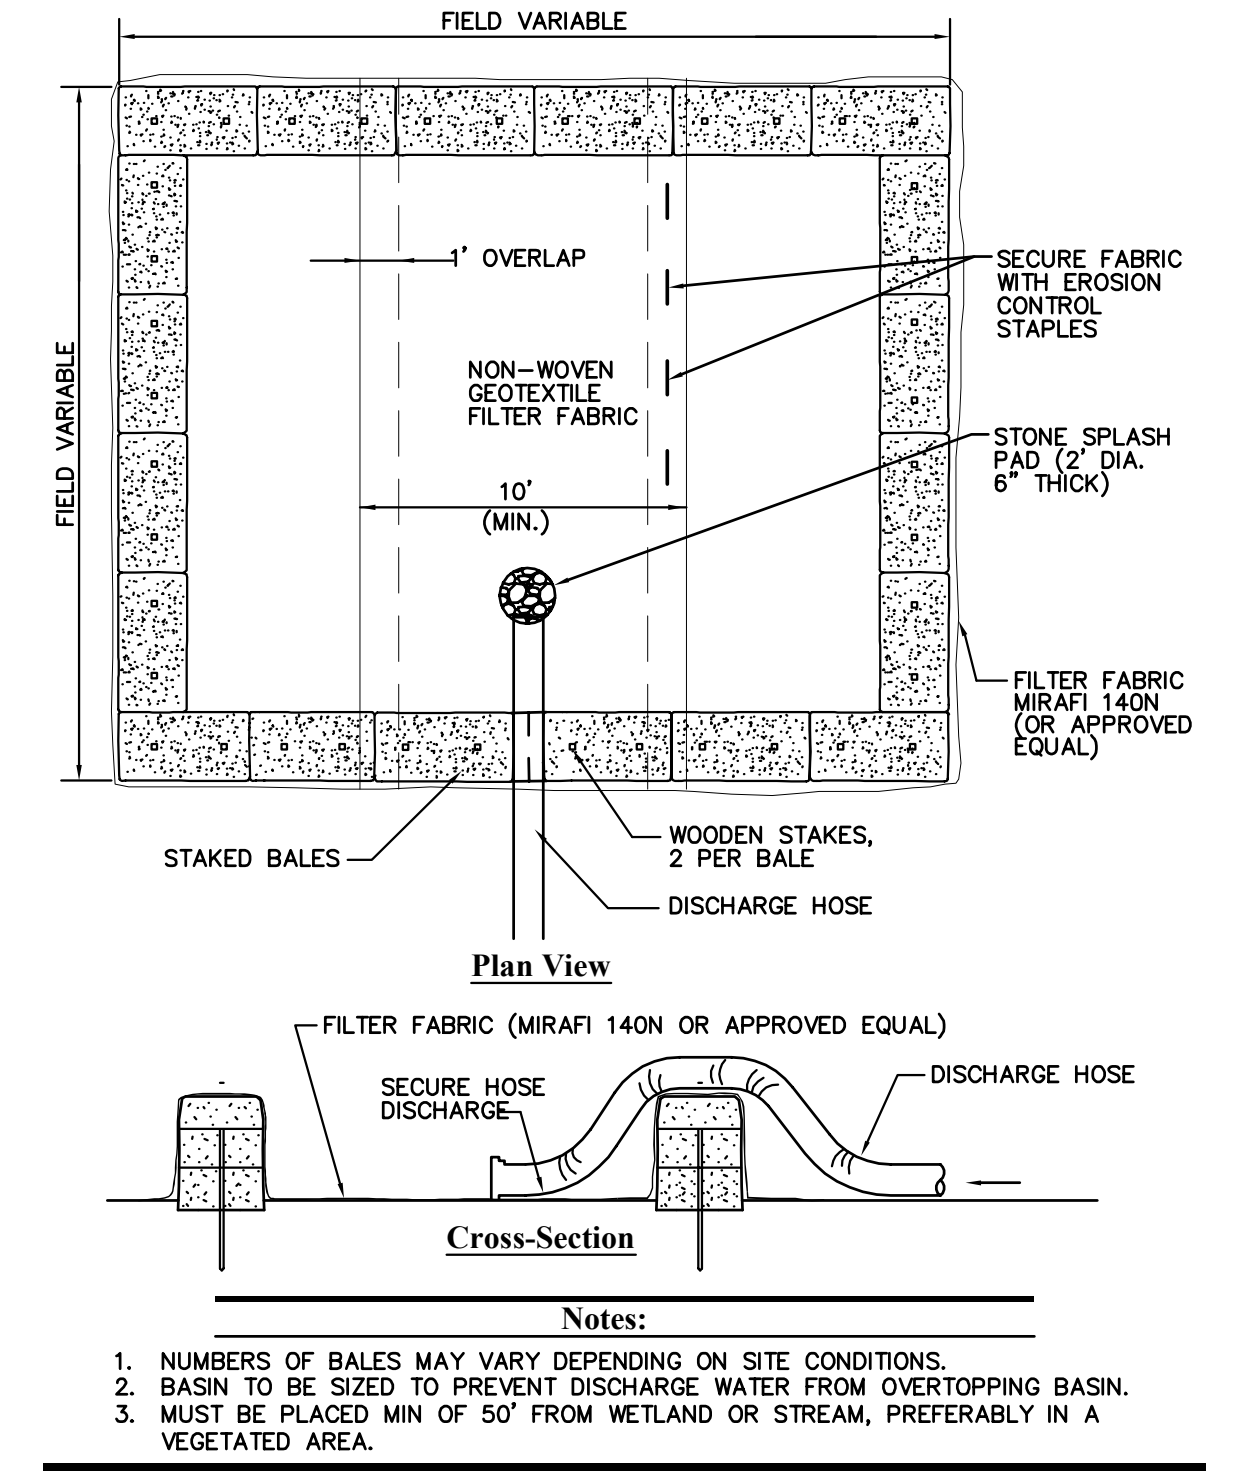 FIELD VARIABLE
1' OVERLAP
SECURE FABRIC
WITH EROSION
CONTROL
STAPLES
FIELD VARIABLE
NON-WOVEN
GEOTEXTILE
FILTER FABRIC
STONE SPLASH
PAD (2' DIA.
6" THICK)
10'
(MIN.)
FILTER FABRIC
MIRAFI 140N
(OR APPROVED
EQUAL)
STAKED BALES
WOODEN STAKES,
2 PER BALE
DISCHARGE HOSE
Plan View
FILTER FABRIC (MIRAFI 140N OR APPROVED EQUAL)
SECURE HOSE
DISCHARGE
DISCHARGE HOSE
Cross-Section
Notes:
1. NUMBERS OF BALES MAY VARY DEPENDING ON SITE CONDITIONS.
2. BASIN TO BE SIZED TO PREVENT DISCHARGE WATER FROM OVERTOPPING BASIN.
3. MUST BE PLACED MIN OF 50' FROM WETLAND OR STREAM, PREFERABLY IN A
VEGETATED AREA.